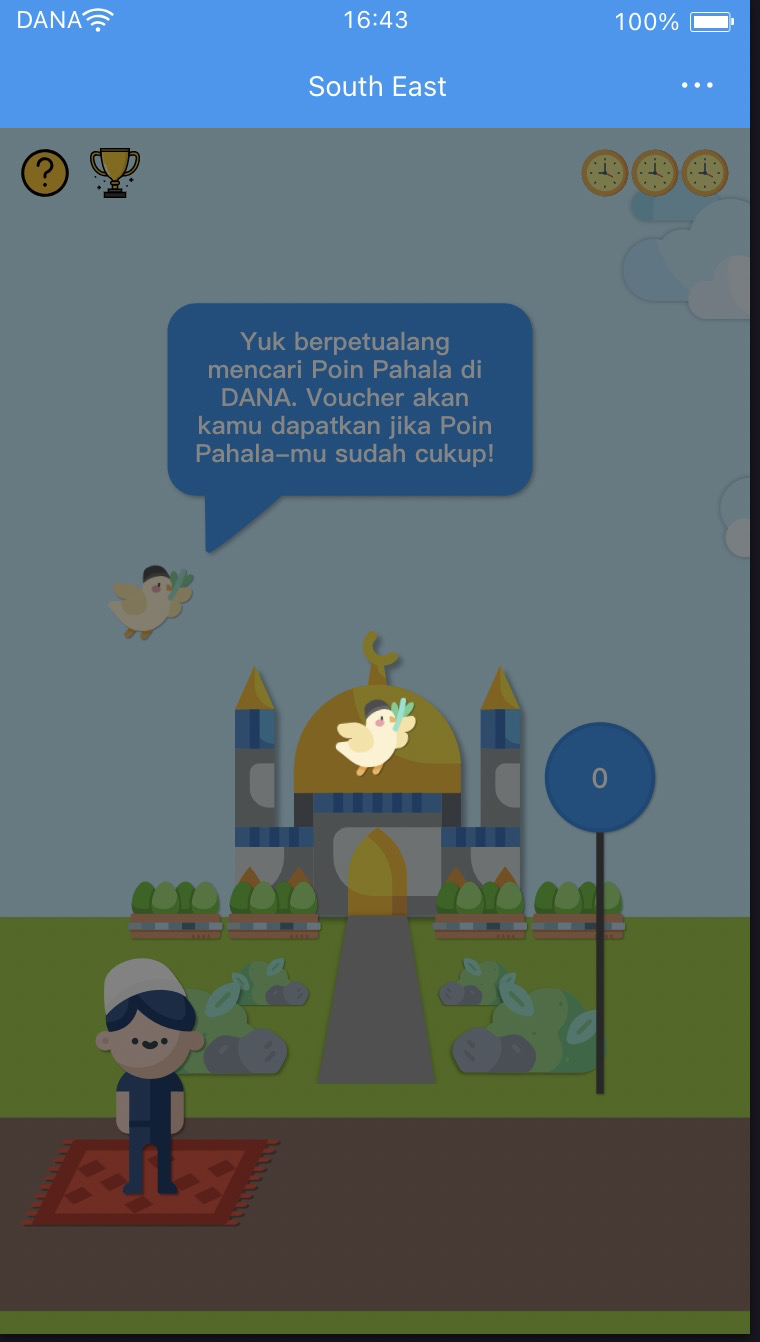 DANA 16:43 100%
South East
?
Yuk berpetualang
mencari Poin Pahala di
DANA. Voucher akan
kamu dapatkan jika Poin
Pahala-mu sudah cukup!
0